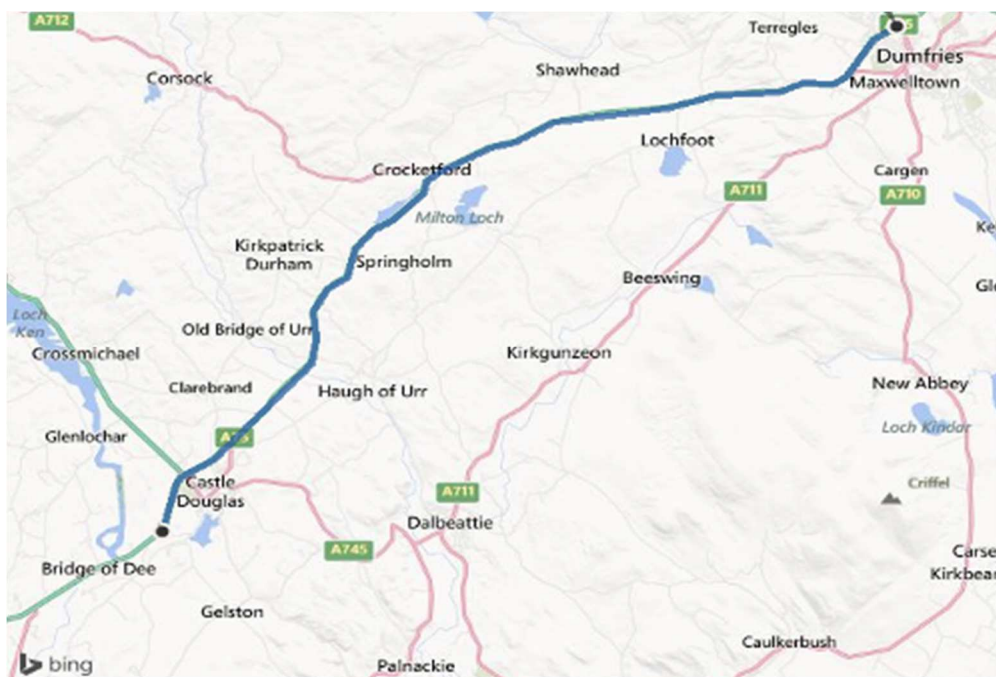 A712
Terregles
Dumfries
Corsock
Shawhead
Maxwelltown
Lochfoot
Crocketford
Cargen
A711
A710
Milton Loch
Kirkpatrick
Durham
Springholm
Beeswing
Loch
Ken
Old Bridge of Urr
Crossmichael
Kirkgunzeon
Clarebrand
Haugh of Urr
New Abbey
Glenlochar
Loch Kindar
Castle
Douglas
A711
Criffel
Dalbeattie
A745
Carse
Bridge of Dee
Kirkbean
Gelston
Caulkerbush
bing
Palnackie